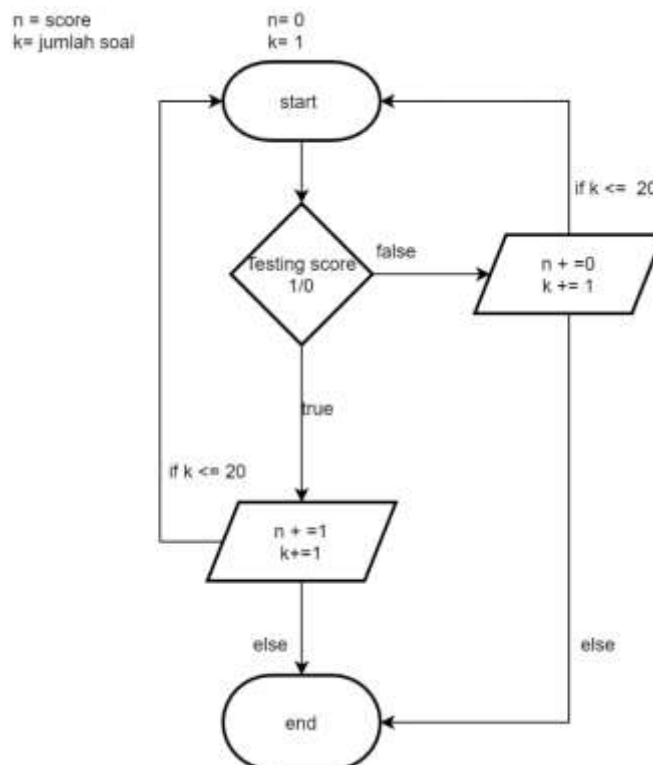 n = score
k= jumlah soal
n= 0
k= 1
start
if k <= 20
Testing score
1/0
false
n + =0
k += 1
true
if k <= 20
n + =1
k+=1
else
else
end